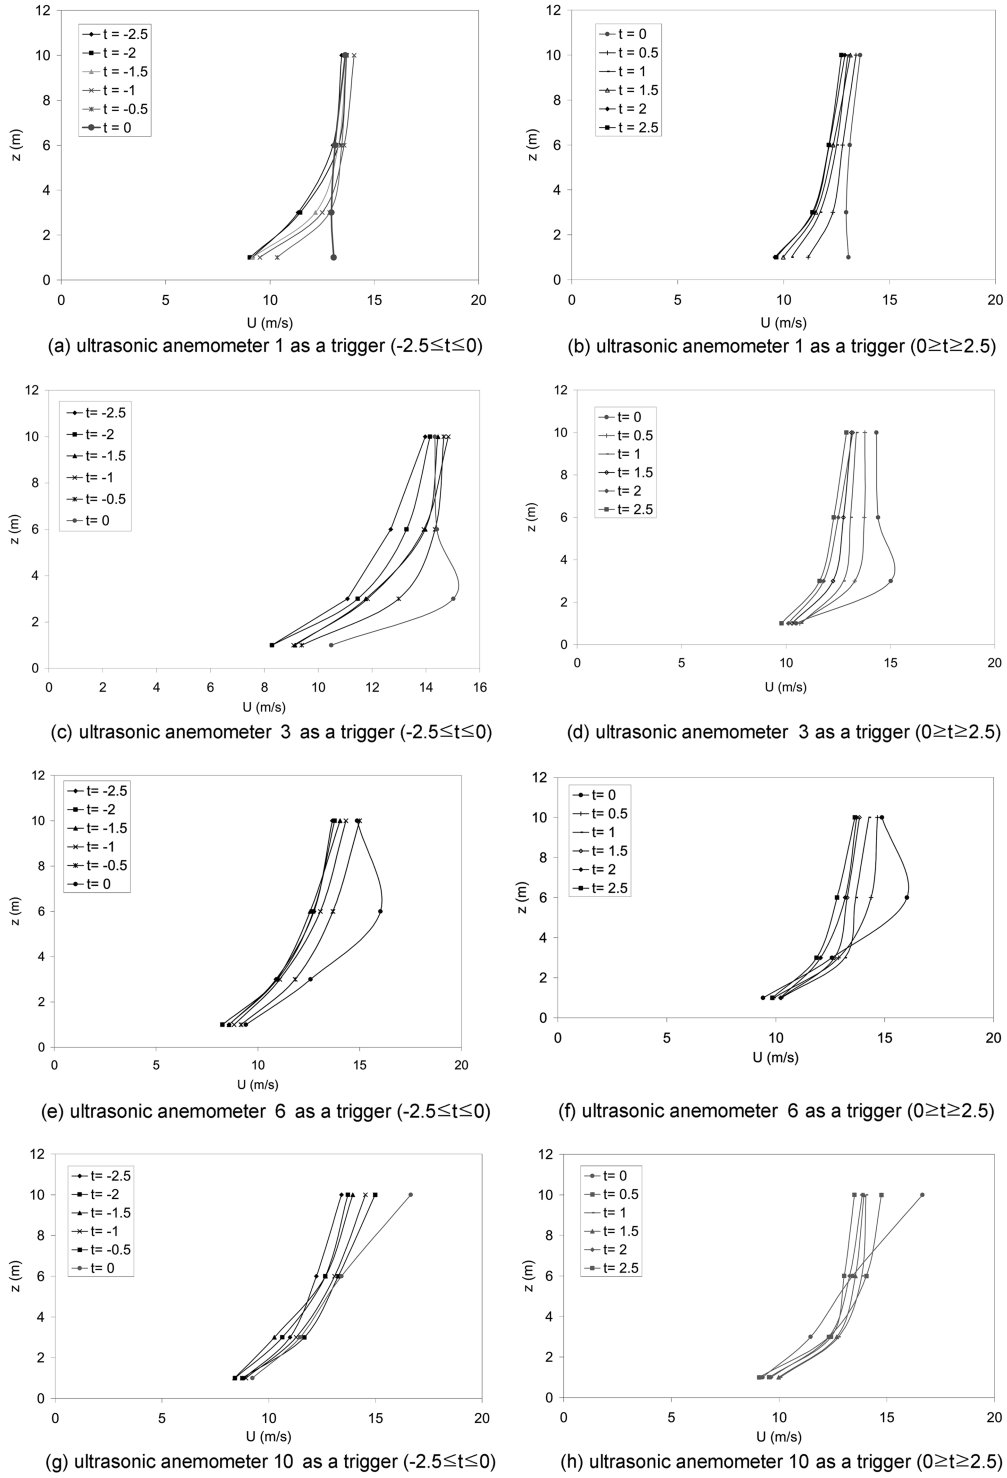 12
10
8
6
4
2
0
z (m)
t = -2.5
t = -2
t = -1.5
t = -1
t = -0.5
t = 0
0 5 10 15 20
U (m/s)
(a) ultrasonic anemometer 1 as a trigger (-2.5≤t≤0)
12
10
8
6
4
2
0
z (m)
t = 0
t = 0.5
t = 1
t = 1.5
t = 2
t = 2.5
0 5 10 15 20
U (m/s)
(b) ultrasonic anemometer 1 as a trigger (0≥t≥2.5)
12
10
8
6
4
2
0
z (m)
t= -2.5
t= -2
t= -1.5
t= -1
t= -0.5
t= 0
0 2 4 6 8 10 12 14 16
U (m/s)
(c) ultrasonic anemometer 3 as a trigger (-2.5≤t≤0)
12
10
8
6
4
2
0
z (m)
t= 0
t= 0.5
t= 1
t= 1.5
t= 2
t= 2.5
0 5 10 15 20
U (m/s)
(d) ultrasonic anemometer 3 as a trigger (0≥t≥2.5)
12
10
8
6
4
2
0
z (m)
t= -2.5
t= -2
t= -1.5
t= -1
t= -0.5
t= 0
0 5 10 15 20
U (m/s)
(e) ultrasonic anemometer 6 as a trigger (-2.5≤t≤0)
12
10
8
6
4
2
0
z (m)
t= 0
t= 0.5
t= 1
t= 1.5
t= 2
t= 2.5
0 5 10 15 20
U (m/s)
(f) ultrasonic anemometer 6 as a trigger (0≥t≥2.5)
12
10
8
6
4
2
0
z (m)
t= -2.5
t= -2
t= -1.5
t= -1
t= -0.5
t= 0
0 5 10 15 20
U (m/s)
(g) ultrasonic anemometer 10 as a trigger (-2.5≤t≤0)
12
10
8
6
4
2
0
z (m)
t= 0
t= 0.5
t= 1
t= 1.5
t= 2
t= 2.5
0 5 10 15 20
U (m/s)
(h) ultrasonic anemometer 10 as a trigger (0≥t≥2.5)